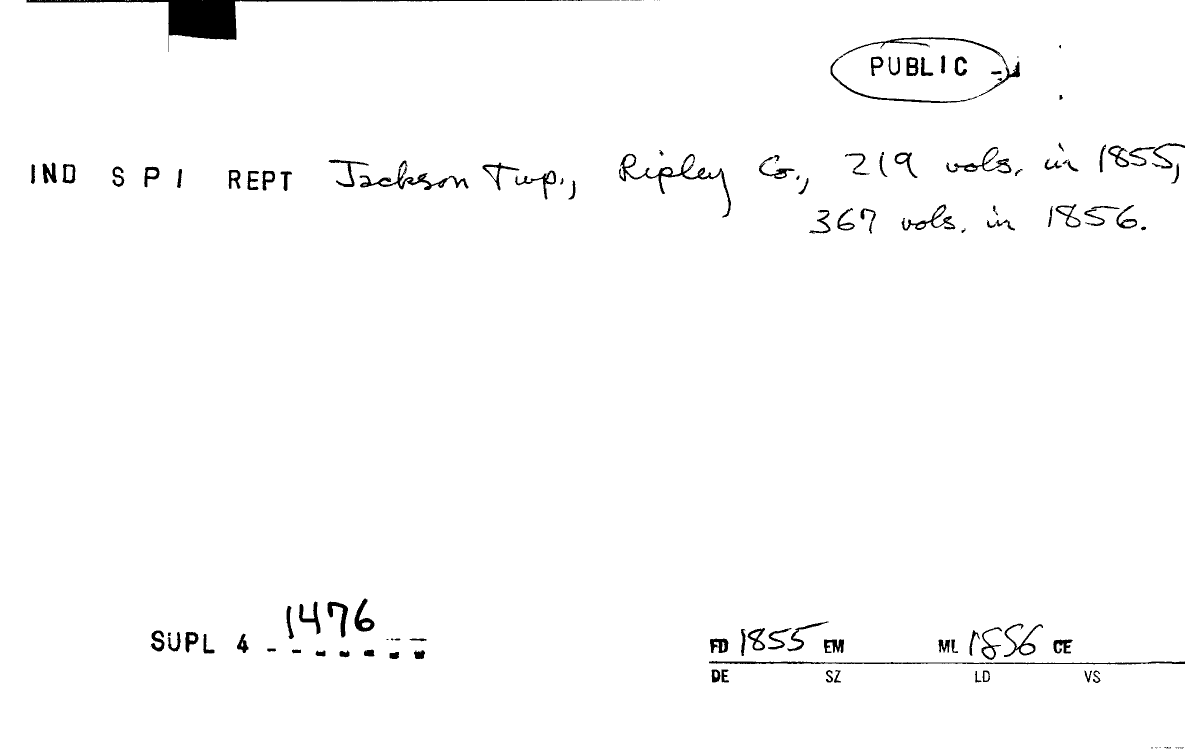 PUBLIC
IND S P I REPT Jackson Twp., Ripley Co., 219 vols. in 1855,
367 vols. in 1856.
SUPL 4 1476
FD 1855 EM ML 1856 CE
DE SZ LD VS